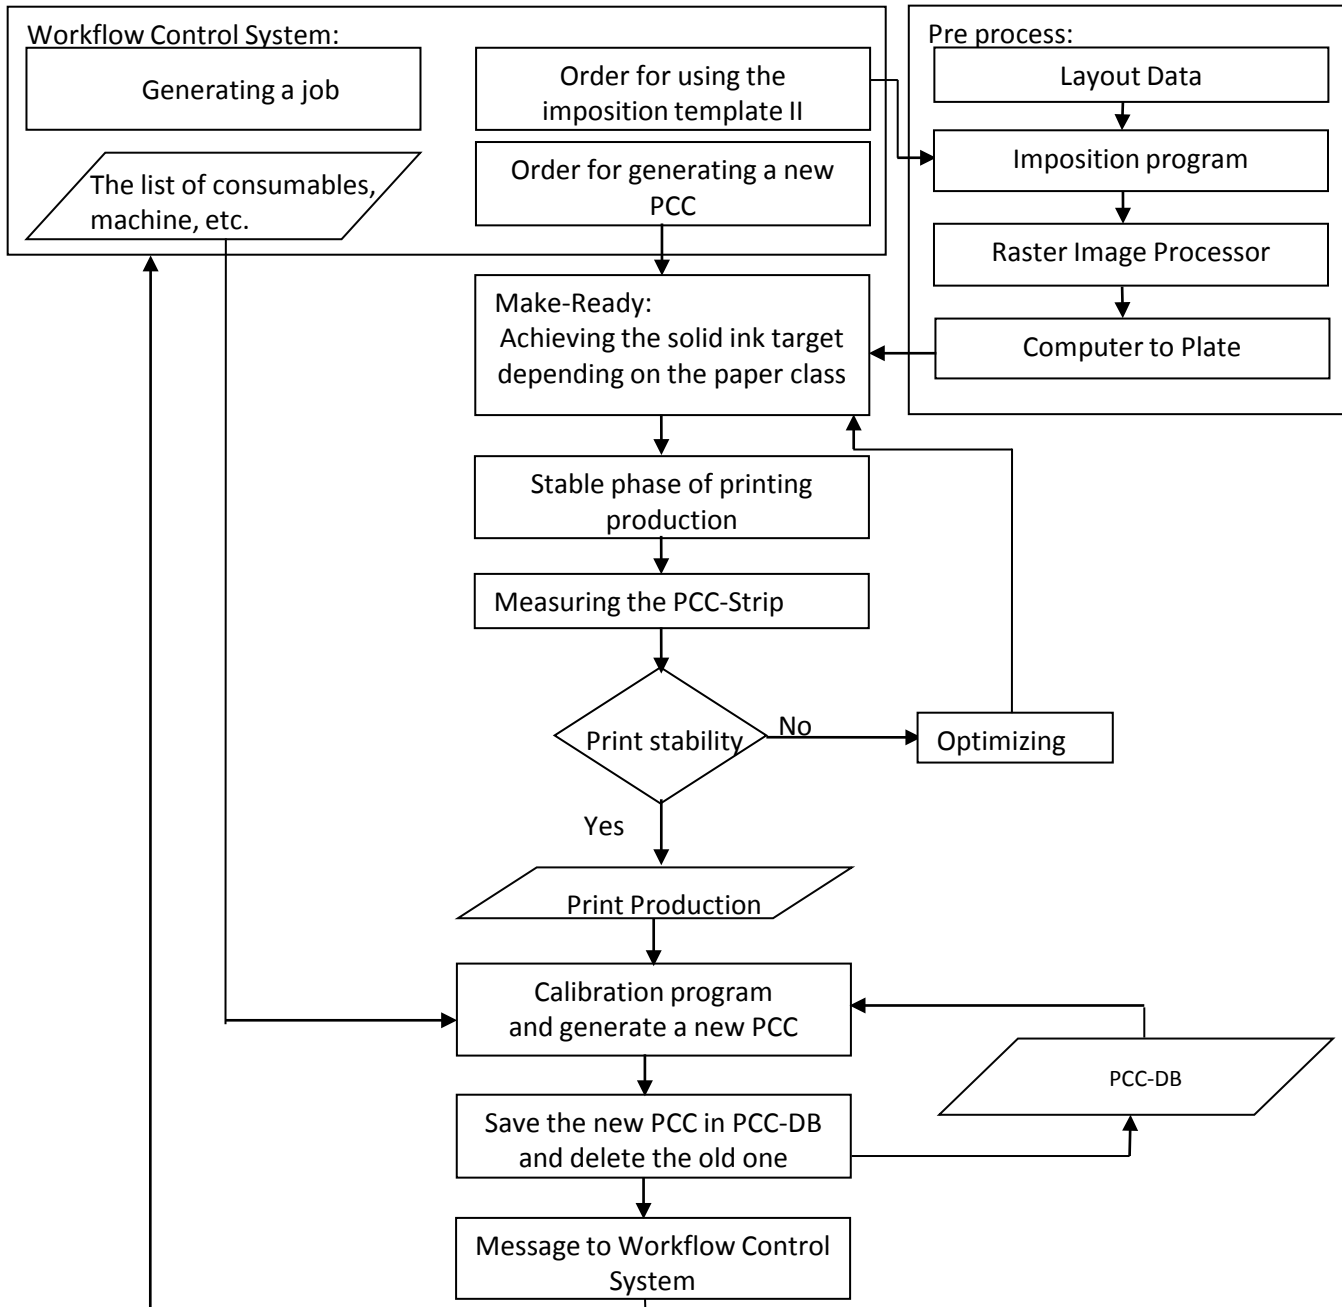 Workflow Control System:
Generating a job
The list of consumables,
machine, etc.
Order for using the
imposition template II
Order for generating a new
PCC
Pre process:
Layout Data
Imposition program
Raster Image Processor
Computer to Plate
Make-Ready:
Achieving the solid ink target
depending on the paper class
Stable phase of printing
production
Measuring the PCC-Strip
Print stability
No
Optimizing
Yes
Print Production
Calibration program
and generate a new PCC
PCC-DB
Save the new PCC in PCC-DB
and delete the old one
Message to Workflow Control
System